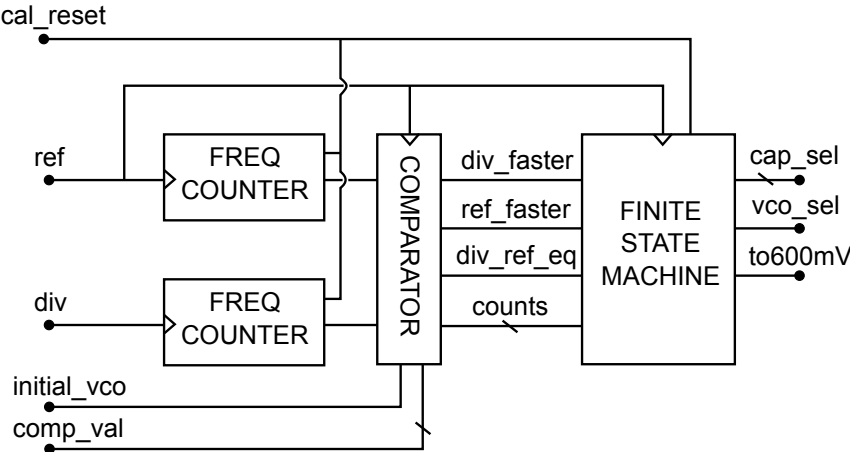 cal_reset
ref
FREQ
COUNTER
div
FREQ
COUNTER
initial_vco
comp_val
COMPARATOR
div_faster
ref_faster
div_ref_eq
counts
FINITE
STATE
MACHINE
cap_sel
vco_sel
to600mV